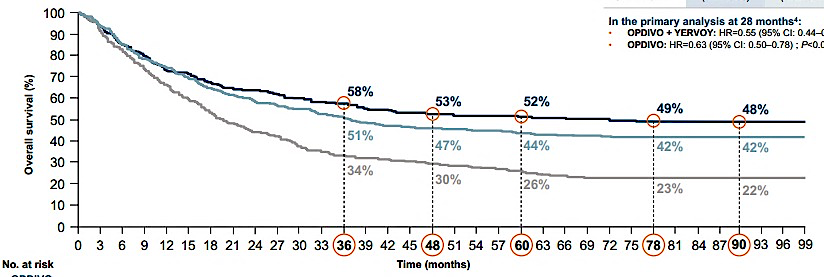 In the primary analysis at 28 months⁴:
• OPDIVO + YERVOY: HR=0.55 (95% CI: 0.44–
• OPDIVO: HR=0.63 (95% CI: 0.50–0.78) ; P<0.0
Overall survival (%)
100
90
80
70
60
50
40
30
20
10
0
58% 53% 52% 49% 48%
51% 47% 44% 42% 42%
34% 30% 26% 23% 22%
0 3 6 9 12 15 18 21 24 27 30 33 36 39 42 45 48 51 54 57 60 63 66 69 72 75 78 81 84 87 90 93 96 99
Time (months)
No. at risk